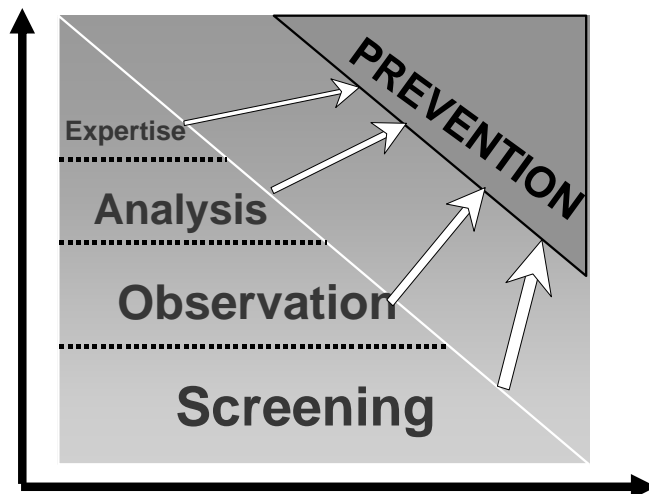 PREVENTION
Expertise
Analysis
Observation
Screening